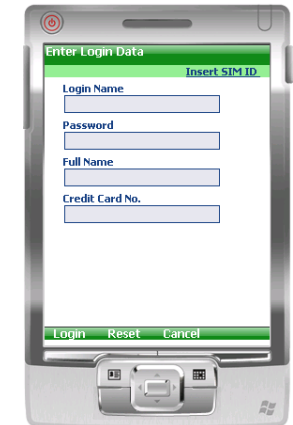 Enter Login Data
Insert SIM ID
Login Name
Password
Full Name
Credit Card No.
Login Reset Cancel